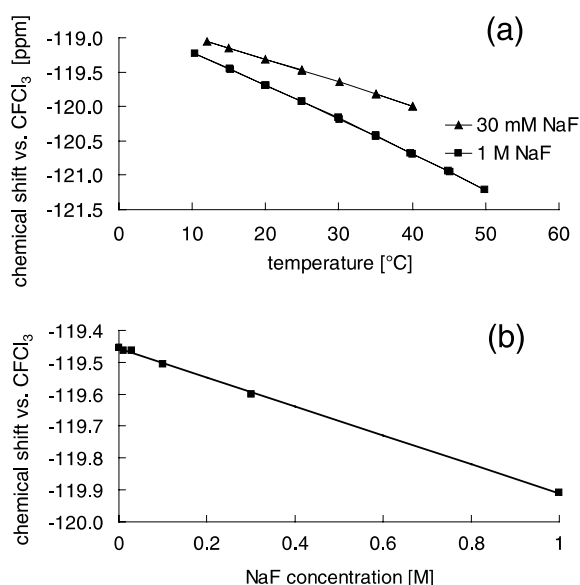 (a)
chemical shift vs. CFCl₃ [ppm]
-119.0
-119.5
-120.0
-120.5
-121.0
-121.5
0 10 20 30 40 50 60
temperature [°C]
30 mM NaF
1 M NaF
(b)
chemical shift vs. CFCl₃
-119.4
-119.5
-119.6
-119.7
-119.8
-119.9
-120.0
0 0.2 0.4 0.6 0.8 1
NaF concentration [M]